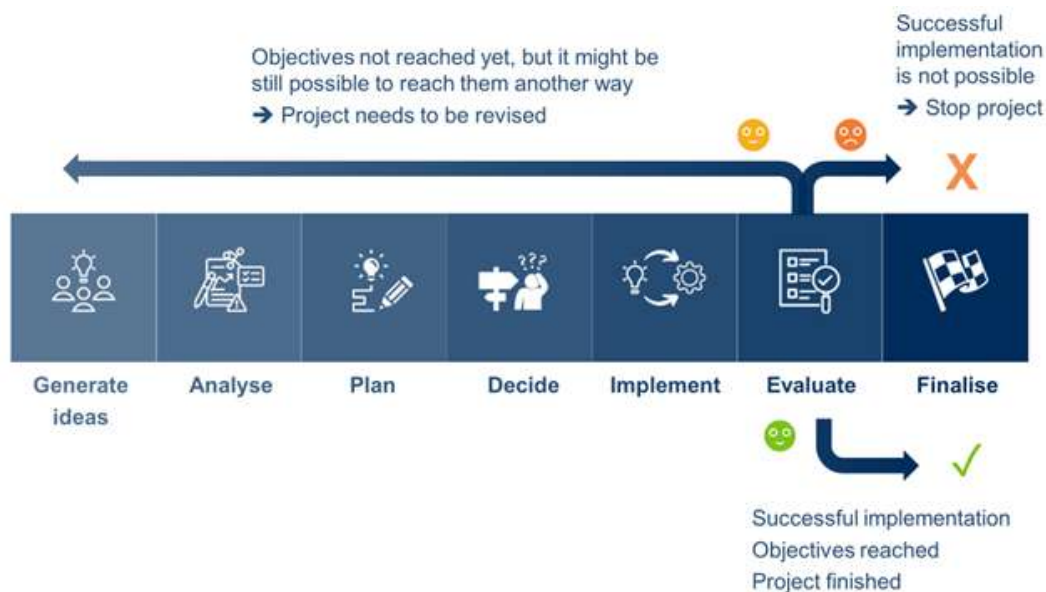 Objectives not reached yet, but it might be
still possible to reach them another way
➔ Project needs to be revised
Successful
implementation
is not possible
➔ Stop project
X
???
Generate
ideas
Analyse
Plan
Decide
Implement
Evaluate
Finalise
Successful implementation
Objectives reached
Project finished